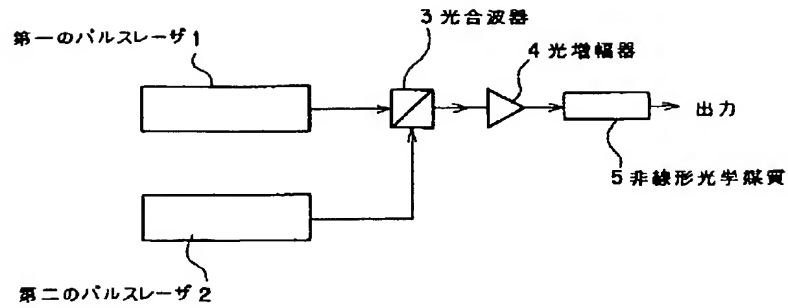 第一のパルスレーザ1
3光合波器
4光増幅器
出力
5非線形光学媒質
第二のパルスレーザ2